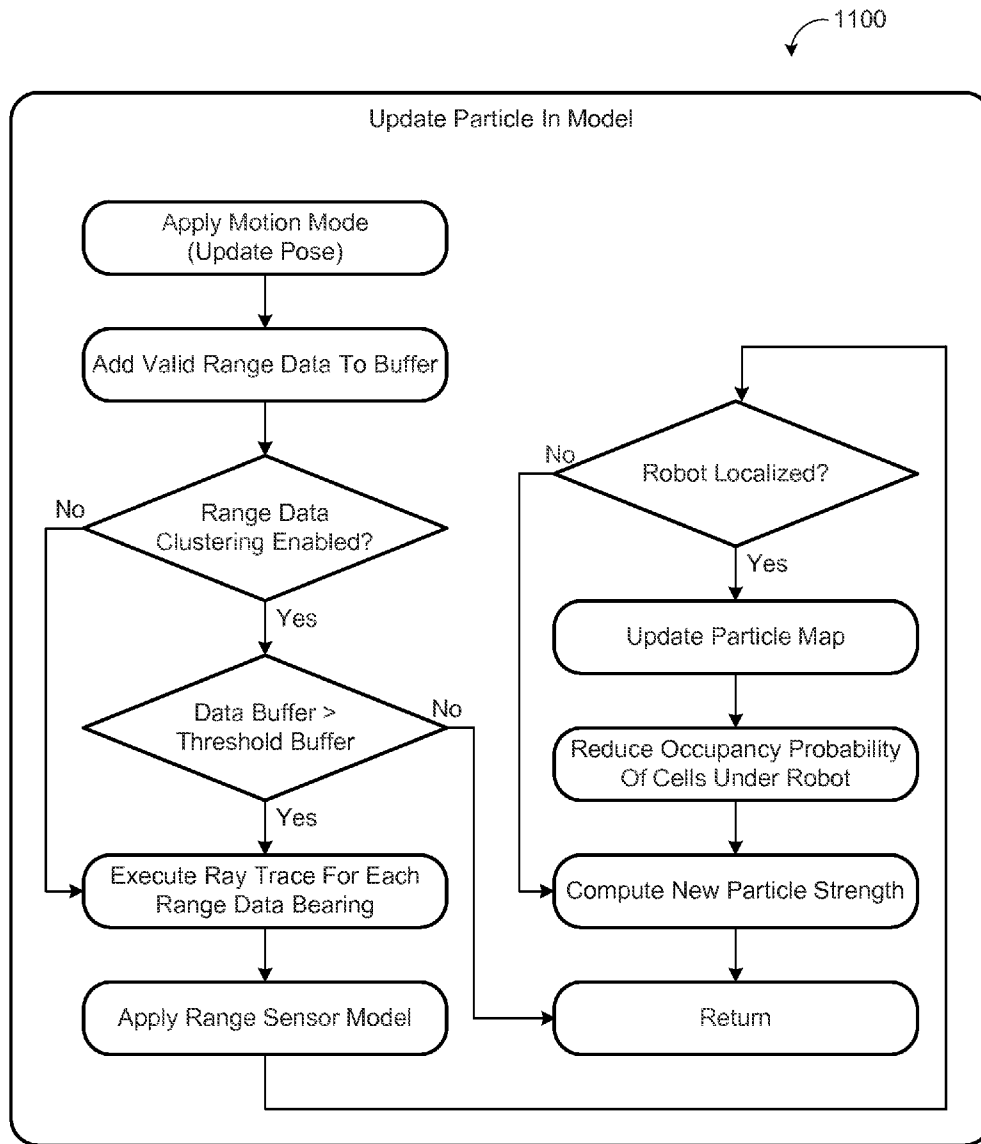 1100
Update Particle In Model
Apply Motion Mode
(Update Pose)
Add Valid Range Data To Buffer
No
Range Data
Clustering Enabled?
Yes
Data Buffer >
Threshold Buffer
No
Yes
Execute Ray Trace For Each
Range Data Bearing
Apply Range Sensor Model
No
Robot Localized?
Yes
Update Particle Map
Reduce Occupancy Probability
Of Cells Under Robot
Compute New Particle Strength
Return